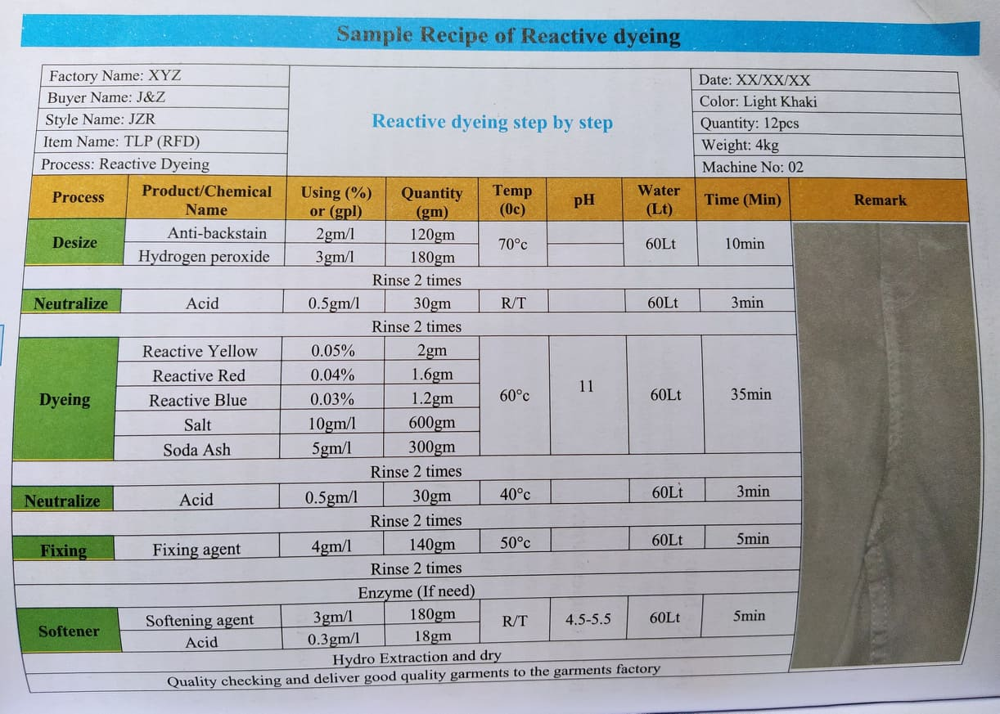 Sample Recipe of Reactive dyeing
Factory Name: XYZ
Buyer Name: J&Z
Style Name: JZR
Item Name: TLP (RFD)
Process: Reactive Dyeing
Reactive dyeing step by step
Date: XX/XX/XX
Color: Light Khaki
Quantity: 12pcs
Weight: 4kg
Machine No: 02
Process Product/Chemical Name Using (%) or (gpl) Quantity (gm) Temp (0c) pH Water (Lt) Time (Min) Remark
Desize Anti-backstain 2gm/l 120gm 70°c 60Lt 10min
Hydrogen peroxide 3gm/l 180gm
Rinse 2 times
Neutralize Acid 0.5gm/l 30gm R/T 60Lt 3min
Rinse 2 times
Dyeing Reactive Yellow 0.05% 2gm 60°c 11 60Lt 35min
Reactive Red 0.04% 1.6gm
Reactive Blue 0.03% 1.2gm
Salt 10gm/l 600gm
Soda Ash 5gm/l 300gm
Rinse 2 times
Neutralize Acid 0.5gm/l 30gm 40°c 60Lt 3min
Rinse 2 times
Fixing Fixing agent 4gm/l 140gm 50°c 60Lt 5min
Rinse 2 times
Enzyme (If need)
Softener Softening agent 3gm/l 180gm R/T 4.5-5.5 60Lt 5min
Acid 0.3gm/l 18gm
Hydro Extraction and dry
Quality checking and deliver good quality garments to the garments factory